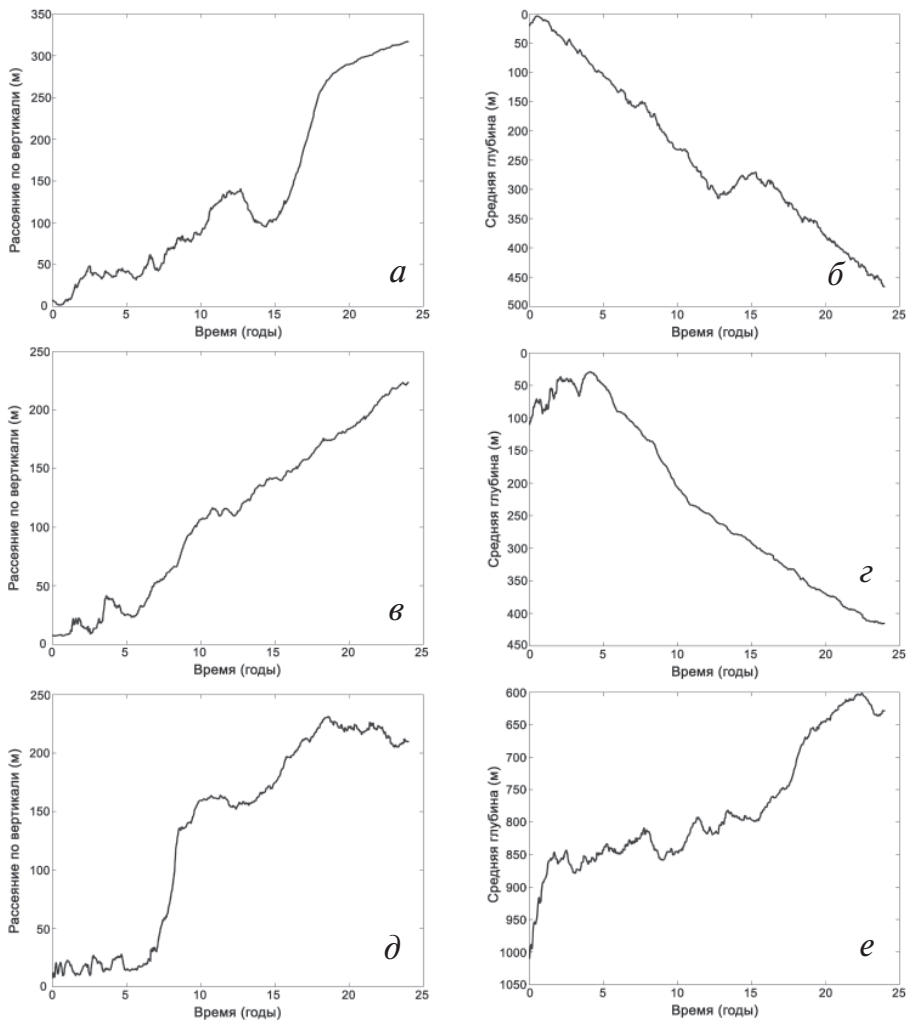 350
300
250
200
150
100
50
0
Рассеяние по вертикали (м)
0 5 10 15 20 25
Время (годы)
а
0
50
100
150
200
250
300
350
400
450
500
Средняя глубина (м)
0 5 10 15 20 25
Время (годы)
б
250
200
150
100
50
0
Рассеяние по вертикали (м)
0 5 10 15 20 25
Время (годы)
в
0
50
100
150
200
250
300
350
400
450
Средняя глубина (м)
0 5 10 15 20 25
Время (годы)
г
250
200
150
100
50
0
Рассеяние по вертикали (м)
0 5 10 15 20 25
Время (годы)
д
600
650
700
750
800
850
900
950
1000
1050
Средняя глубина (м)
0 5 10 15 20 25
Время (годы)
е